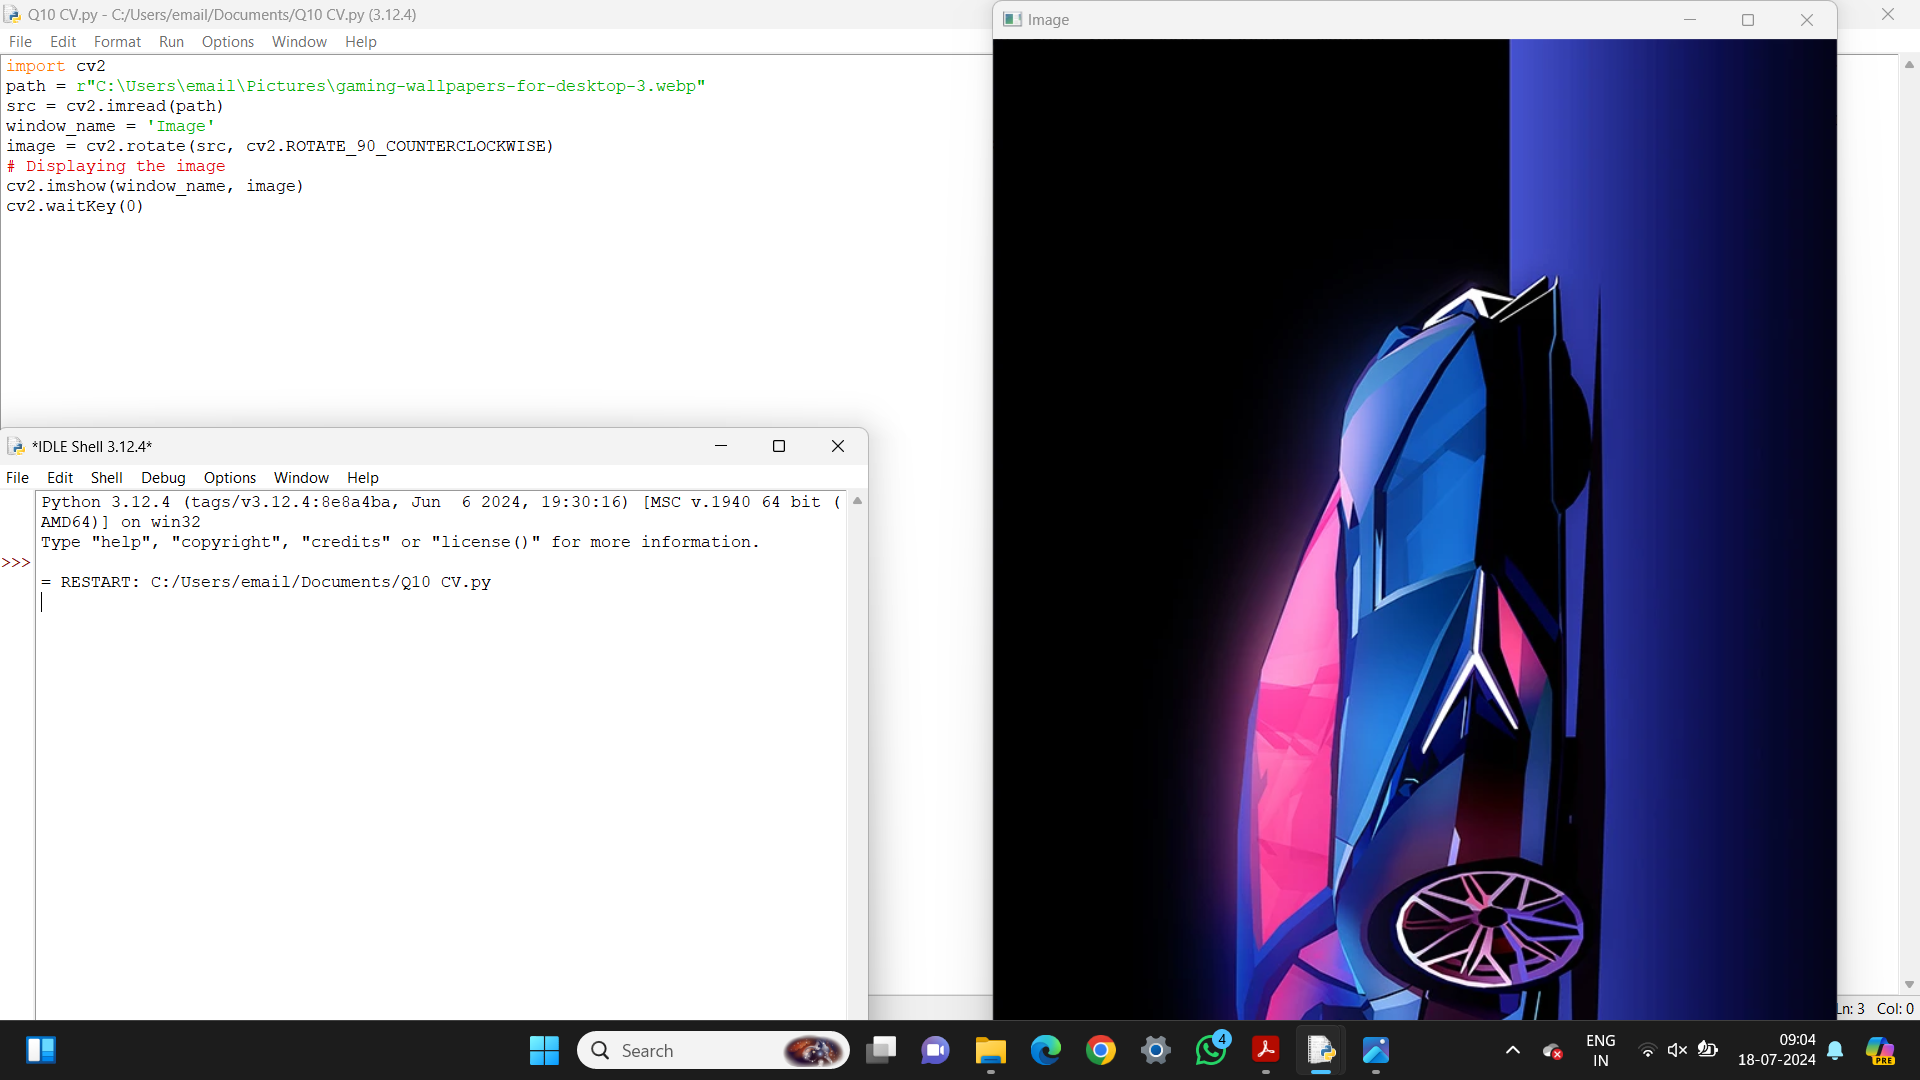 Q10 CV.py - C:/Users/email/Documents/Q10 CV.py (3.12.4)
File Edit Format Run Options Window Help
import cv2
path = r"C:\Users\email\Pictures\gaming-wallpapers-for-desktop-3.webp"
src = cv2.imread(path)
window_name = 'Image'
image = cv2.rotate(src, cv2.ROTATE_90_COUNTERCLOCKWISE)
# Displaying the image
cv2.imshow(window_name, image)
cv2.waitKey(0)
Image
*IDLE Shell 3.12.4*
File Edit Shell Debug Options Window Help
Python 3.12.4 (tags/v3.12.4:8e8a4ba, Jun  6 2024, 19:30:16) [MSC v.1940 64 bit (
AMD64)] on win32
Type "help", "copyright", "credits" or "license()" for more information.
>>>
= RESTART: C:/Users/email/Documents/Q10 CV.py
Ln: 3 Col: 0
Search
4
ENG
IN
09:04
18-07-2024
PRE